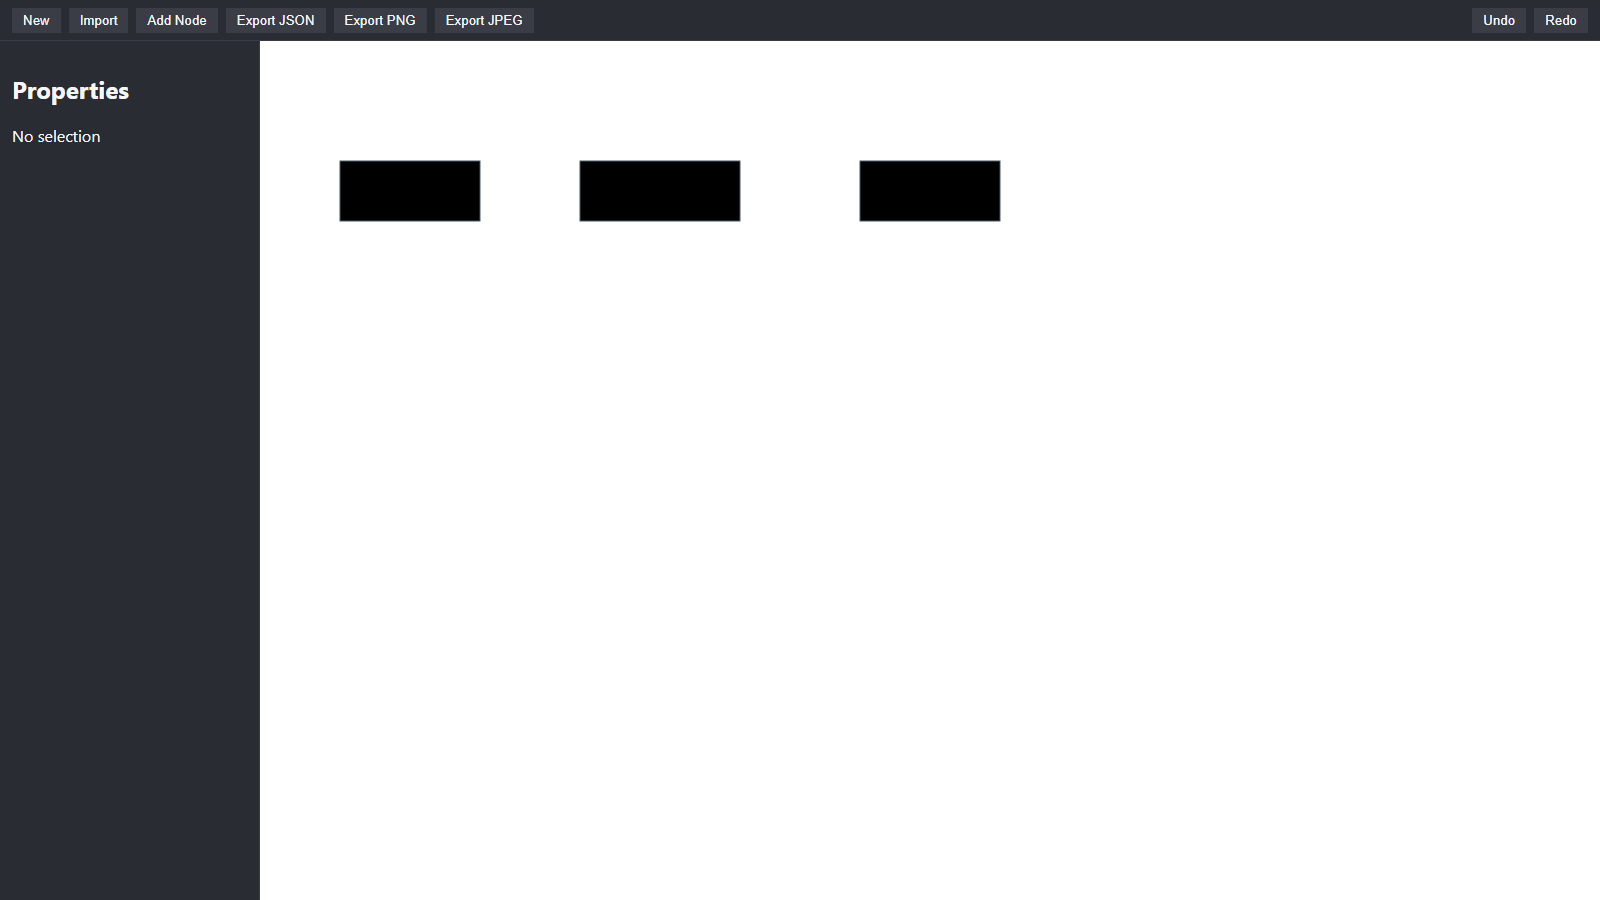 New Import Add Node Export JSON Export PNG Export JPEG Undo Redo
Properties
No selection